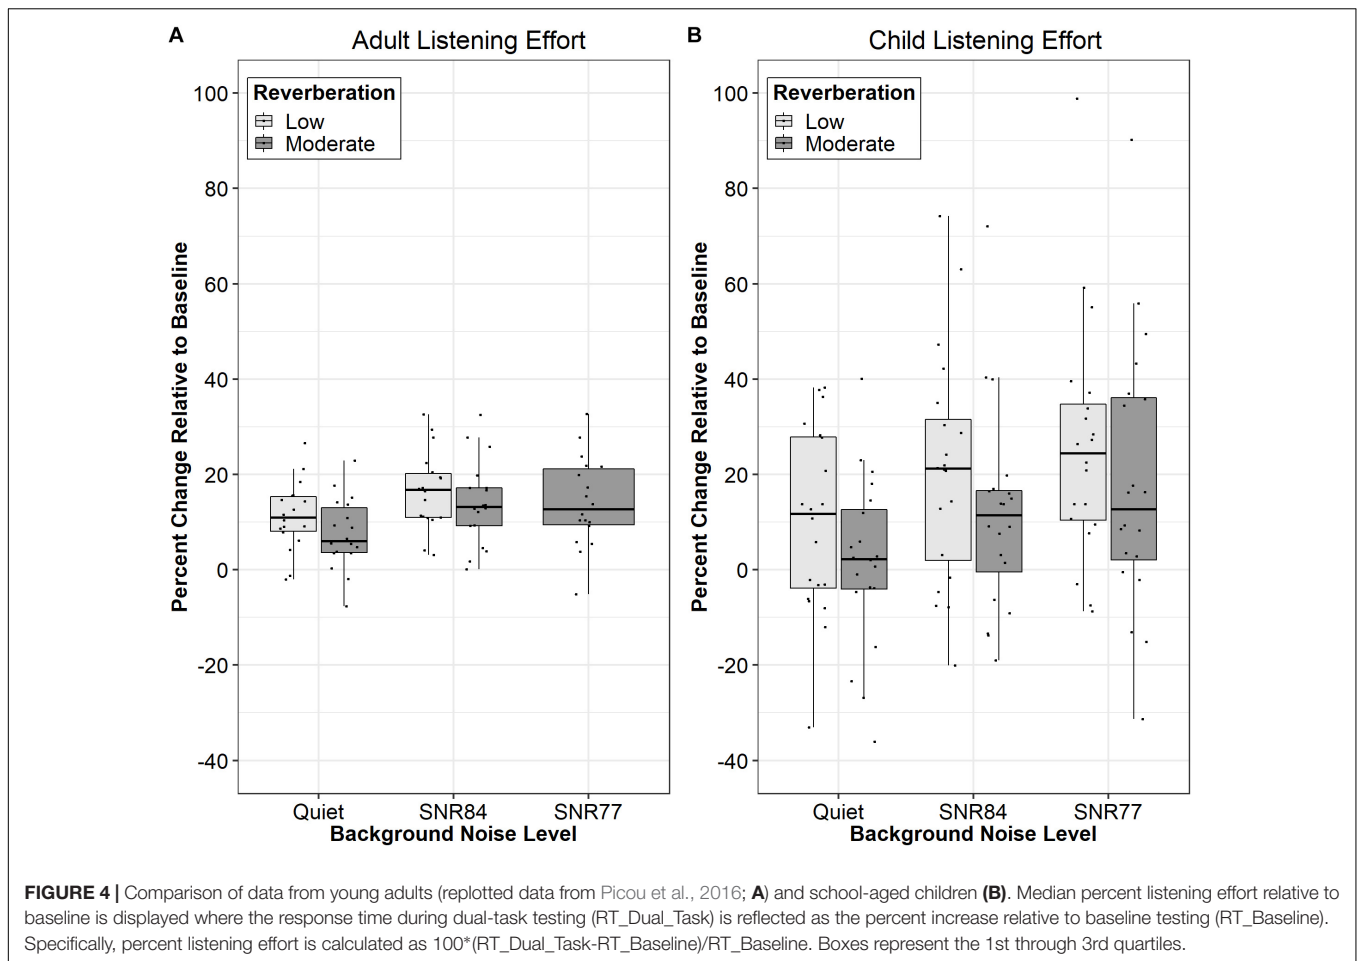 A
Adult Listening Effort
Reverberation
Low
Moderate
Percent Change Relative to Baseline
100
80
60
40
20
0
-20
-40
Quiet
SNR84
SNR77
Background Noise Level
B
Child Listening Effort
Reverberation
Low
Moderate
Percent Change Relative to Baseline
100
80
60
40
20
0
-20
-40
Quiet
SNR84
SNR77
Background Noise Level
FIGURE 4 | Comparison of data from young adults (replotted data from Picou et al., 2016; A) and school-aged children (B). Median percent listening effort relative to
baseline is displayed where the response time during dual-task testing (RT_Dual_Task) is reflected as the percent increase relative to baseline testing (RT_Baseline).
Specifically, percent listening effort is calculated as 100*(RT_Dual_Task-RT_Baseline)/RT_Baseline. Boxes represent the 1st through 3rd quartiles.